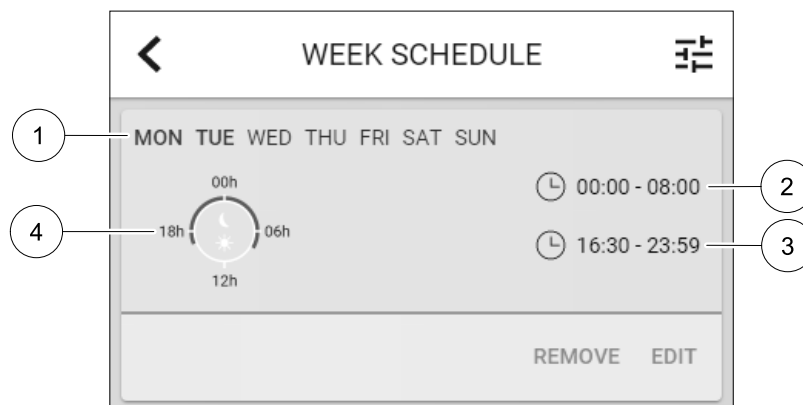 WEEK SCHEDULE
1
MON TUE WED THU FRI SAT SUN
00h
00:00 - 08:00
2
4
18h
06h
16:30 - 23:59
3
12h
REMOVE EDIT